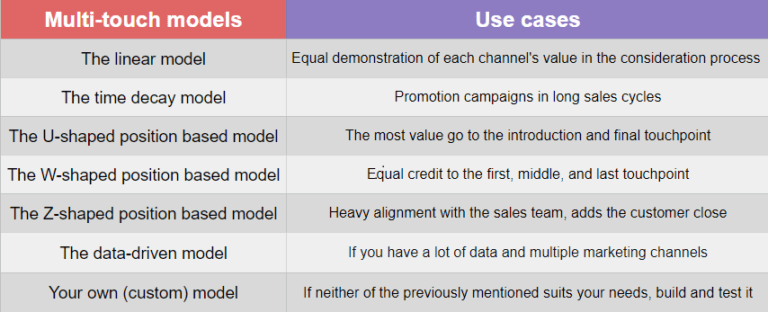 Multi-touch models Use cases
The linear model Equal demonstration of each channel's value in the consideration process
The time decay model Promotion campaigns in long sales cycles
The U-shaped position based model The most value go to the introduction and final touchpoint
The W-shaped position based model Equal credit to the first, middle, and last touchpoint
The Z-shaped position based model Heavy alignment with the sales team, adds the customer close
The data-driven model If you have a lot of data and multiple marketing channels
Your own (custom) model If neither of the previously mentioned suits your needs, build and test it